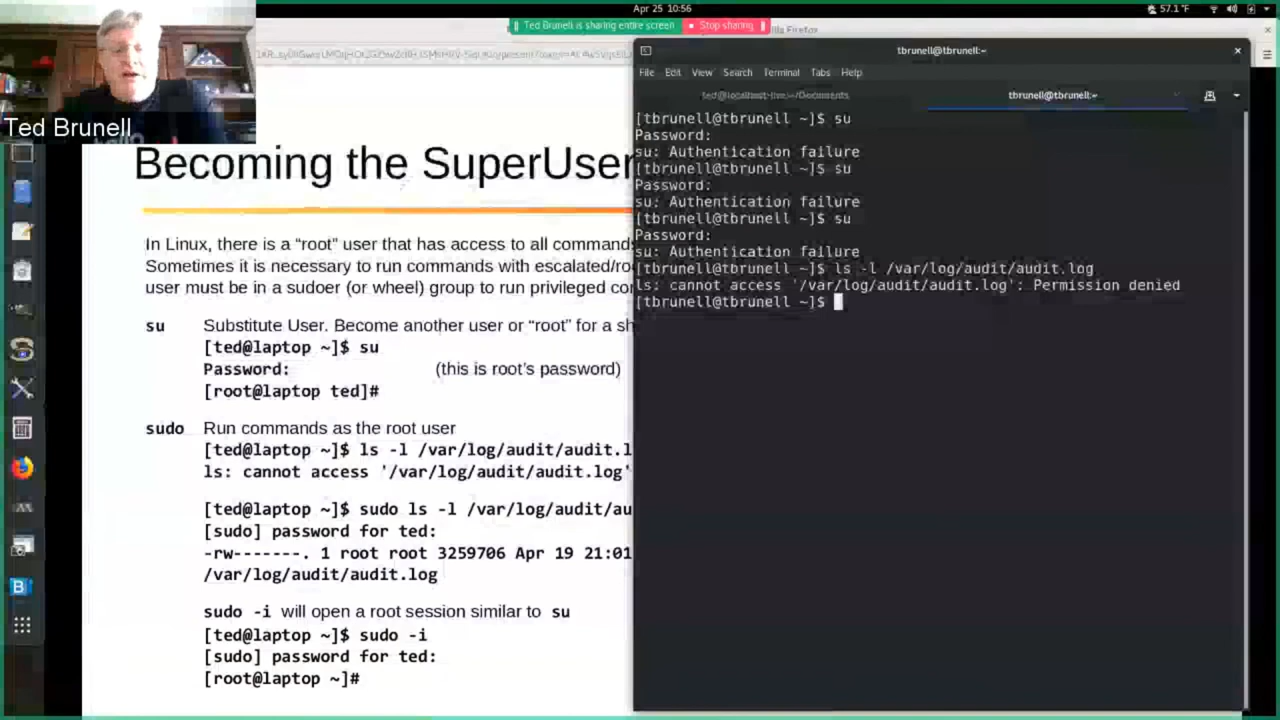 Apr 25 10:56
57.1 °F
Ted Brunell is sharing entire screen
Stop sharing
Firefox
Ted Brunell
tbrunell@tbrunell:~
File Edit View Search Terminal Tabs Help
ted@localhost-live:~/Documents
tbrunell@tbrunell:~
[tbrunell@tbrunell ~]$ su
Password:
su: Authentication failure
[tbrunell@tbrunell ~]$ su
Password:
su: Authentication failure
[tbrunell@tbrunell ~]$ su
Password:
su: Authentication failure
[tbrunell@tbrunell ~]$ ls -l /var/log/audit/audit.log
ls: cannot access '/var/log/audit/audit.log': Permission denied
[tbrunell@tbrunell ~]$
Becoming the SuperUser
In Linux, there is a “root” user that has access to all command
Sometimes it is necessary to run commands with escalated/ro
user must be in a sudoer (or wheel) group to run privileged co
su Substitute User. Become another user or “root” for a sh
[ted@laptop ~]$ su
Password: (this is root’s password)
[root@laptop ted]#
sudo Run commands as the root user
[ted@laptop ~]$ ls -l /var/log/audit/audit.l
ls: cannot access '/var/log/audit/audit.log'
[ted@laptop ~]$ sudo ls -l /var/log/audit/au
[sudo] password for ted:
-rw-------. 1 root root 3259706 Apr 19 21:01
/var/log/audit/audit.log
sudo -i will open a root session similar to su
[ted@laptop ~]$ sudo -i
[sudo] password for ted:
[root@laptop ~]#